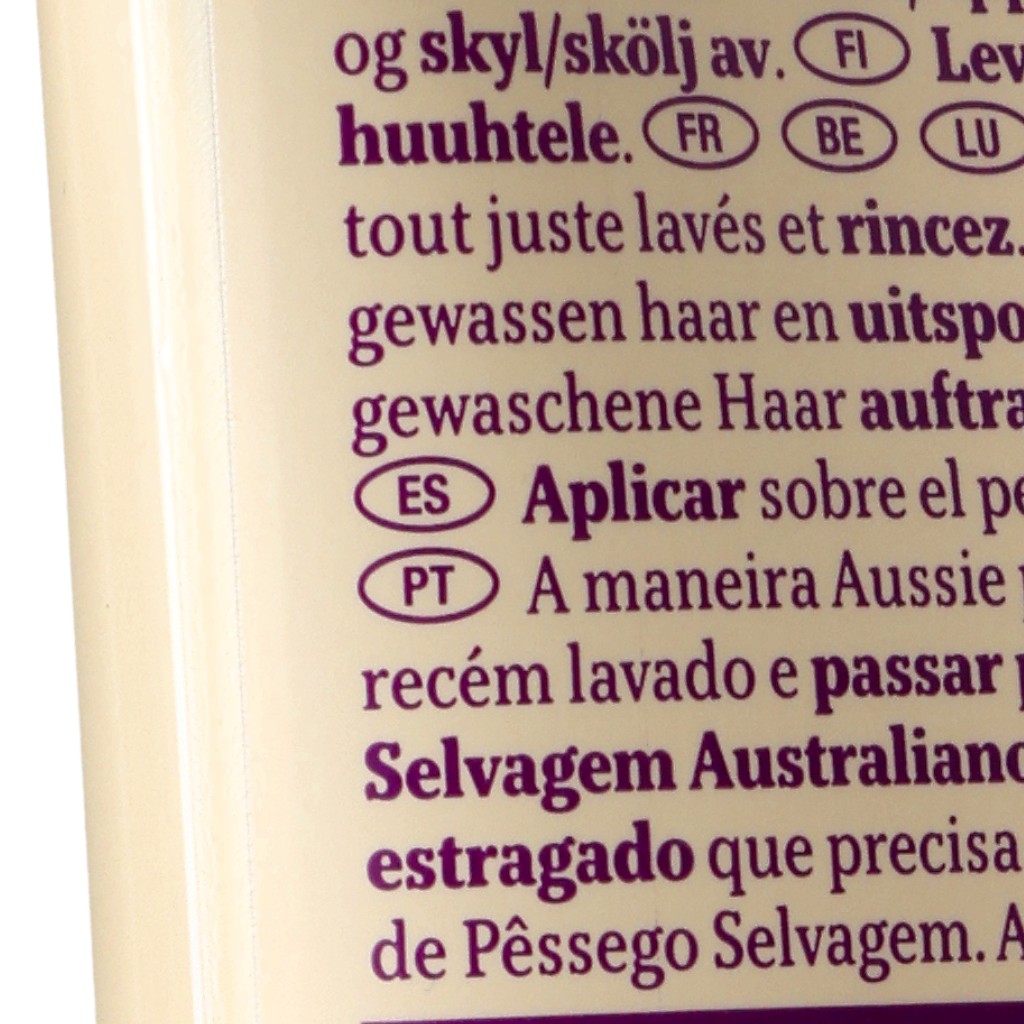 og skyl/skölj av. FI Lev
huuhtele. FR BE LU
tout juste lavés et rincez.
gewassen haar en uitspo
gewaschene Haar auftra
ES Aplicar sobre el pe
PT A maneira Aussie
recém lavado e passar
Selvagem Australiano
estragado que precisa
de Pêssego Selvagem. A